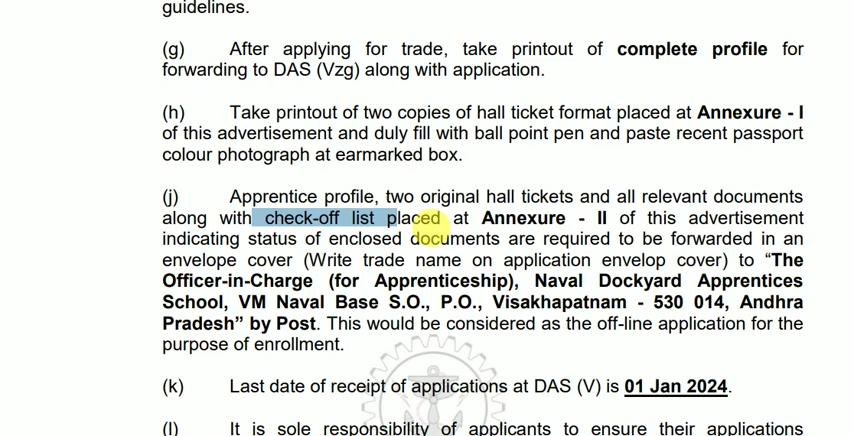 guidelines.
(g) After applying for trade, take printout of complete profile for
forwarding to DAS (Vzg) along with application.
(h) Take printout of two copies of hall ticket format placed at Annexure - I
of this advertisement and duly fill with ball point pen and paste recent passport
colour photograph at earmarked box.
(j) Apprentice profile, two original hall tickets and all relevant documents
along with check-off list placed at Annexure - II of this advertisement
indicating status of enclosed documents are required to be forwarded in an
envelope cover (Write trade name on application envelop cover) to “The
Officer-in-Charge (for Apprenticeship), Naval Dockyard Apprentices
School, VM Naval Base S.O., P.O., Visakhapatnam - 530 014, Andhra
Pradesh” by Post. This would be considered as the off-line application for the
purpose of enrollment.
(k) Last date of receipt of applications at DAS (V) is 01 Jan 2024.
(l) It is sole responsibility of applicants to ensure their applications